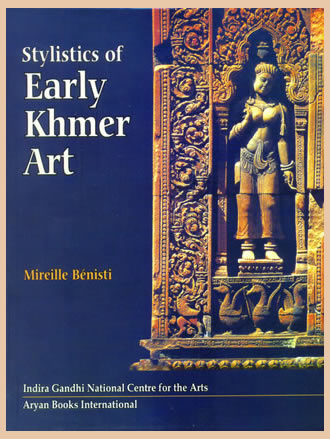 Stylistics of
Early
Khmer
Art
Mireille Bénisti
Indira Gandhi National Centre for the Arts
Aryan Books International